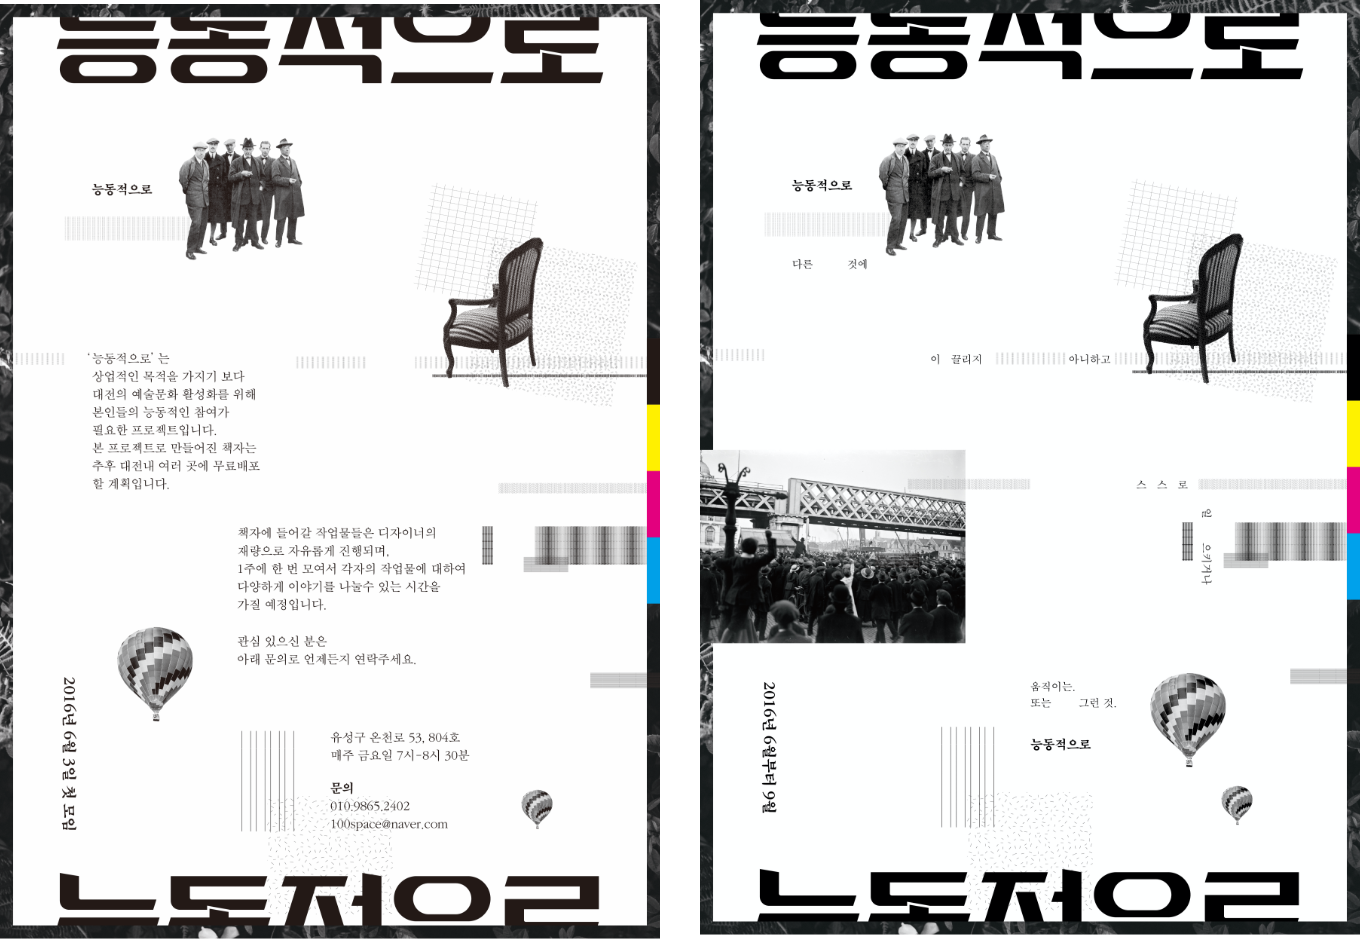 능동적으로
능동적으로
'능동적으로' 는
상업적인 목적을 가지기 보다
대전의 예술문화 활성화를 위해
본인들의 능동적인 참여가
필요한 프로젝트입니다.
본 프로젝트로 만들어진 책자는
추후 대전내 여러 곳에 무료배포
할 계획입니다.
책자에 들어갈 작업물들은 디자이너의
재량으로 자유롭게 진행되며,
1주에 한 번 모여서 각자의 작업물에 대하여
다양하게 이야기를 나눌수 있는 시간을
가질 예정입니다.
관심 있으신 분은
아래 문의로 언제든지 연락주세요.
2016년 6월 3일 첫 모임
유성구 온천로 53, 804호
매주 금요일 7시-8시 30분
문의
010.9865.2402
100space@naver.com
능동적으로
능동적으로
능동적으로
다른 것에
이 끌리지 아니하고
스 스 로
일 으키거나
움직이는.
또는 그런 것.
능동적으로
2016년 6월부터 9월
능동적으로